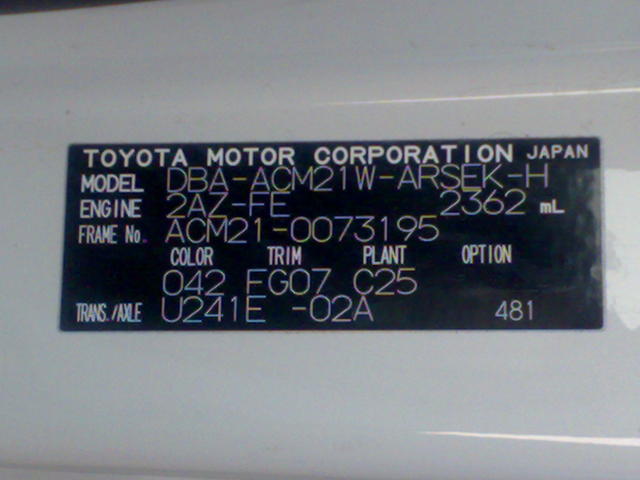 TOYOTA MOTOR CORPORATION JAPAN
MODEL DBA-ACM21W-ARSEK-H
ENGINE 2AZ-FE 2362 mL
FRAME No. ACM21-0073195
COLOR TRIM PLANT OPTION
042 FG07 C25
TRANS./AXLE U241E -02A 481